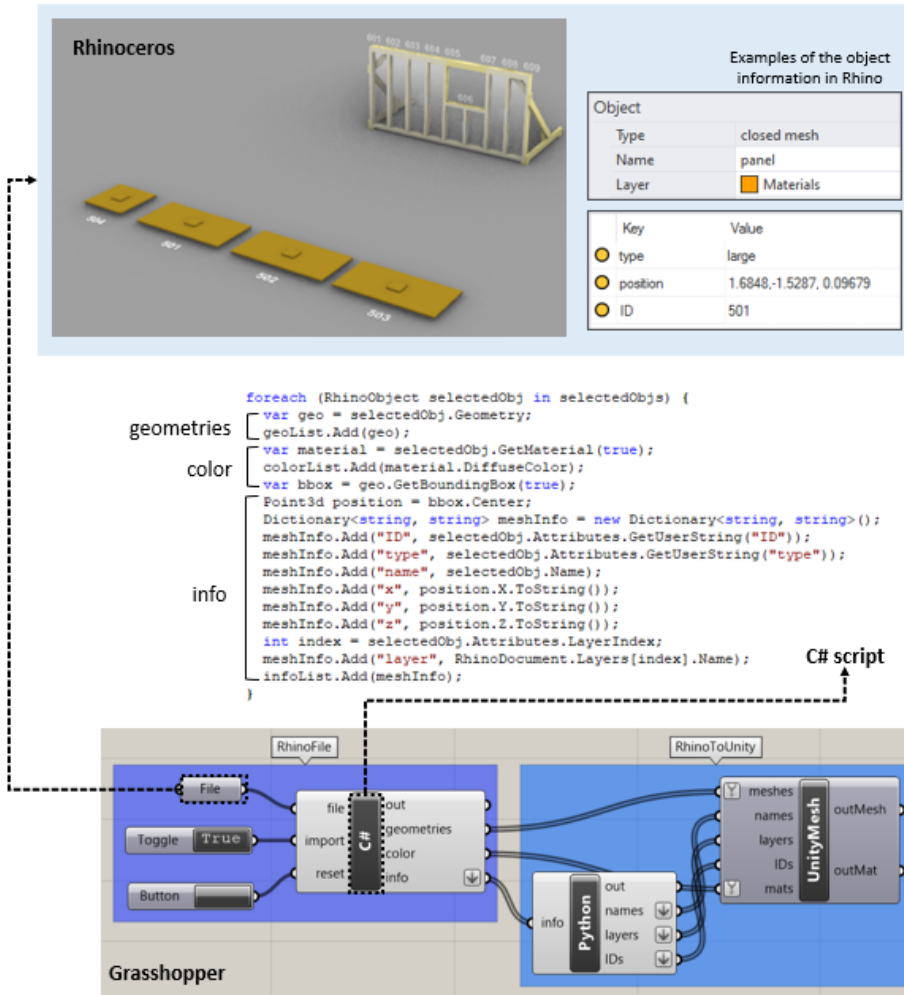 Rhinoceros
601 602 603 604 605
607 608 609
606
504
501
502
503
Examples of the object
information in Rhino
Object
Type closed mesh
Name panel
Layer Materials
Key Value
type large
position 1.6848,-1.5287, 0.09679
ID 501
foreach (RhinoObject selectedObj in selectedObjs) {
geometries
var geo = selectedObj.Geometry;
geoList.Add(geo);
color
var material = selectedObj.GetMaterial(true);
colorList.Add(material.DiffuseColor);
var bbox = geo.GetBoundingBox(true);
info
Point3d position = bbox.Center;
Dictionary<string, string> meshInfo = new Dictionary<string, string>();
meshInfo.Add("ID", selectedObj.Attributes.GetUserString("ID"));
meshInfo.Add("type", selectedObj.Attributes.GetUserString("type"));
meshInfo.Add("name", selectedObj.Name);
meshInfo.Add("x", position.X.ToString());
meshInfo.Add("y", position.Y.ToString());
meshInfo.Add("z", position.Z.ToString());
int index = selectedObj.Attributes.LayerIndex;
meshInfo.Add("layer", RhinoDocument.Layers[index].Name);
infoList.Add(meshInfo);
}
C# script
RhinoFile
File
Toggle True
Button
file
import
reset
C#
out
geometries
color
info
RhinoToUnity
info
Python
out
names
layers
IDs
meshes
names
layers
IDs
mats
UnityMesh
outMesh
outMat
Grasshopper